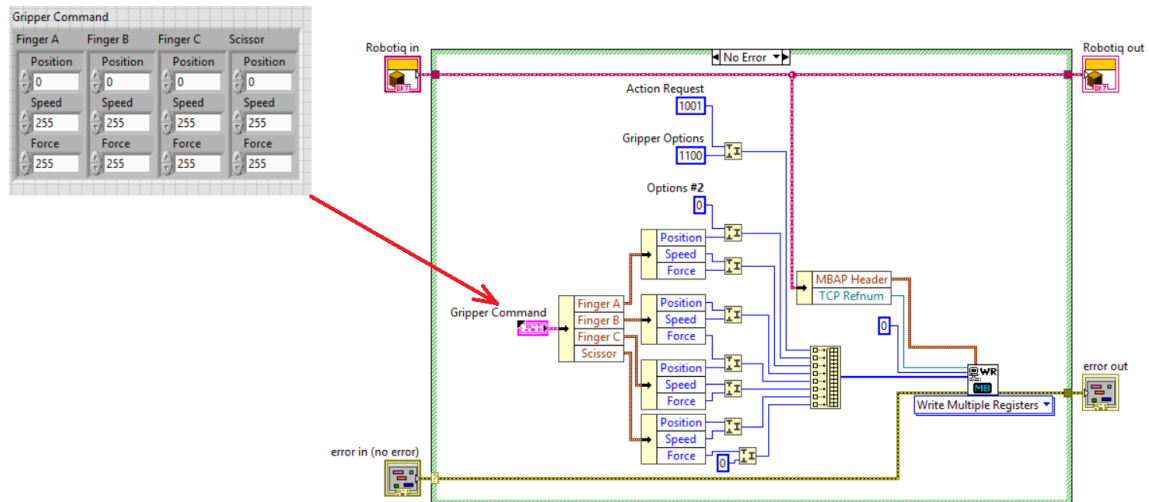 Gripper Command
Finger A Finger B Finger C Scissor
Position Position Position Position
0 0 0 0
Speed Speed Speed Speed
255 255 255 255
Force Force Force Force
255 255 255 255
Robotiq in
No Error
Robotiq out
Action Request
1001
Gripper Options
1100
Options #2
0
Position
Speed
Force
MBAP Header
TCP Refnum
Gripper Command
Finger A
Finger B
Finger C
Scissor
Position
Speed
Force
0
Position
Speed
Force
WR
MB
error out
Write Multiple Registers
Position
Speed
Force
0
error in (no error)